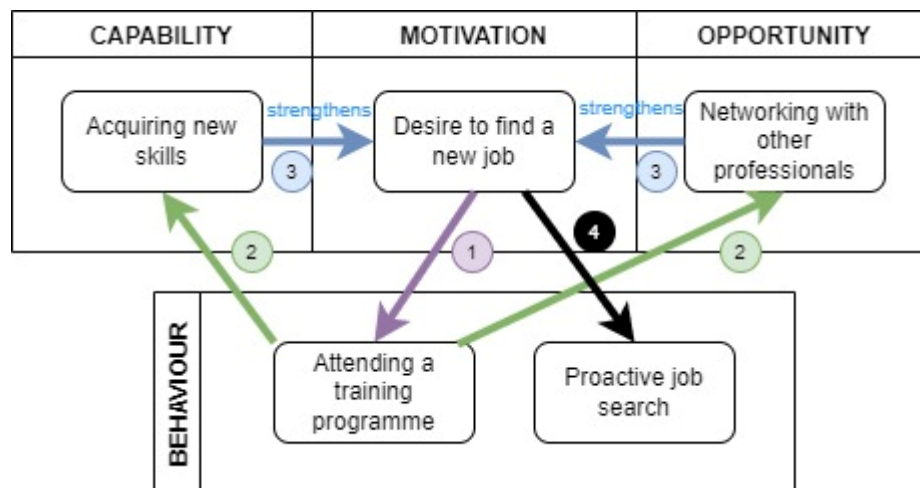 CAPABILITY
MOTIVATION
OPPORTUNITY
Acquiring new
skills
strengthens
3
Desire to find a
new job
strengthens
3
Networking with
other
professionals
2
1
4
2
BEHAVIOUR
Attending a
training
programme
Proactive job
search